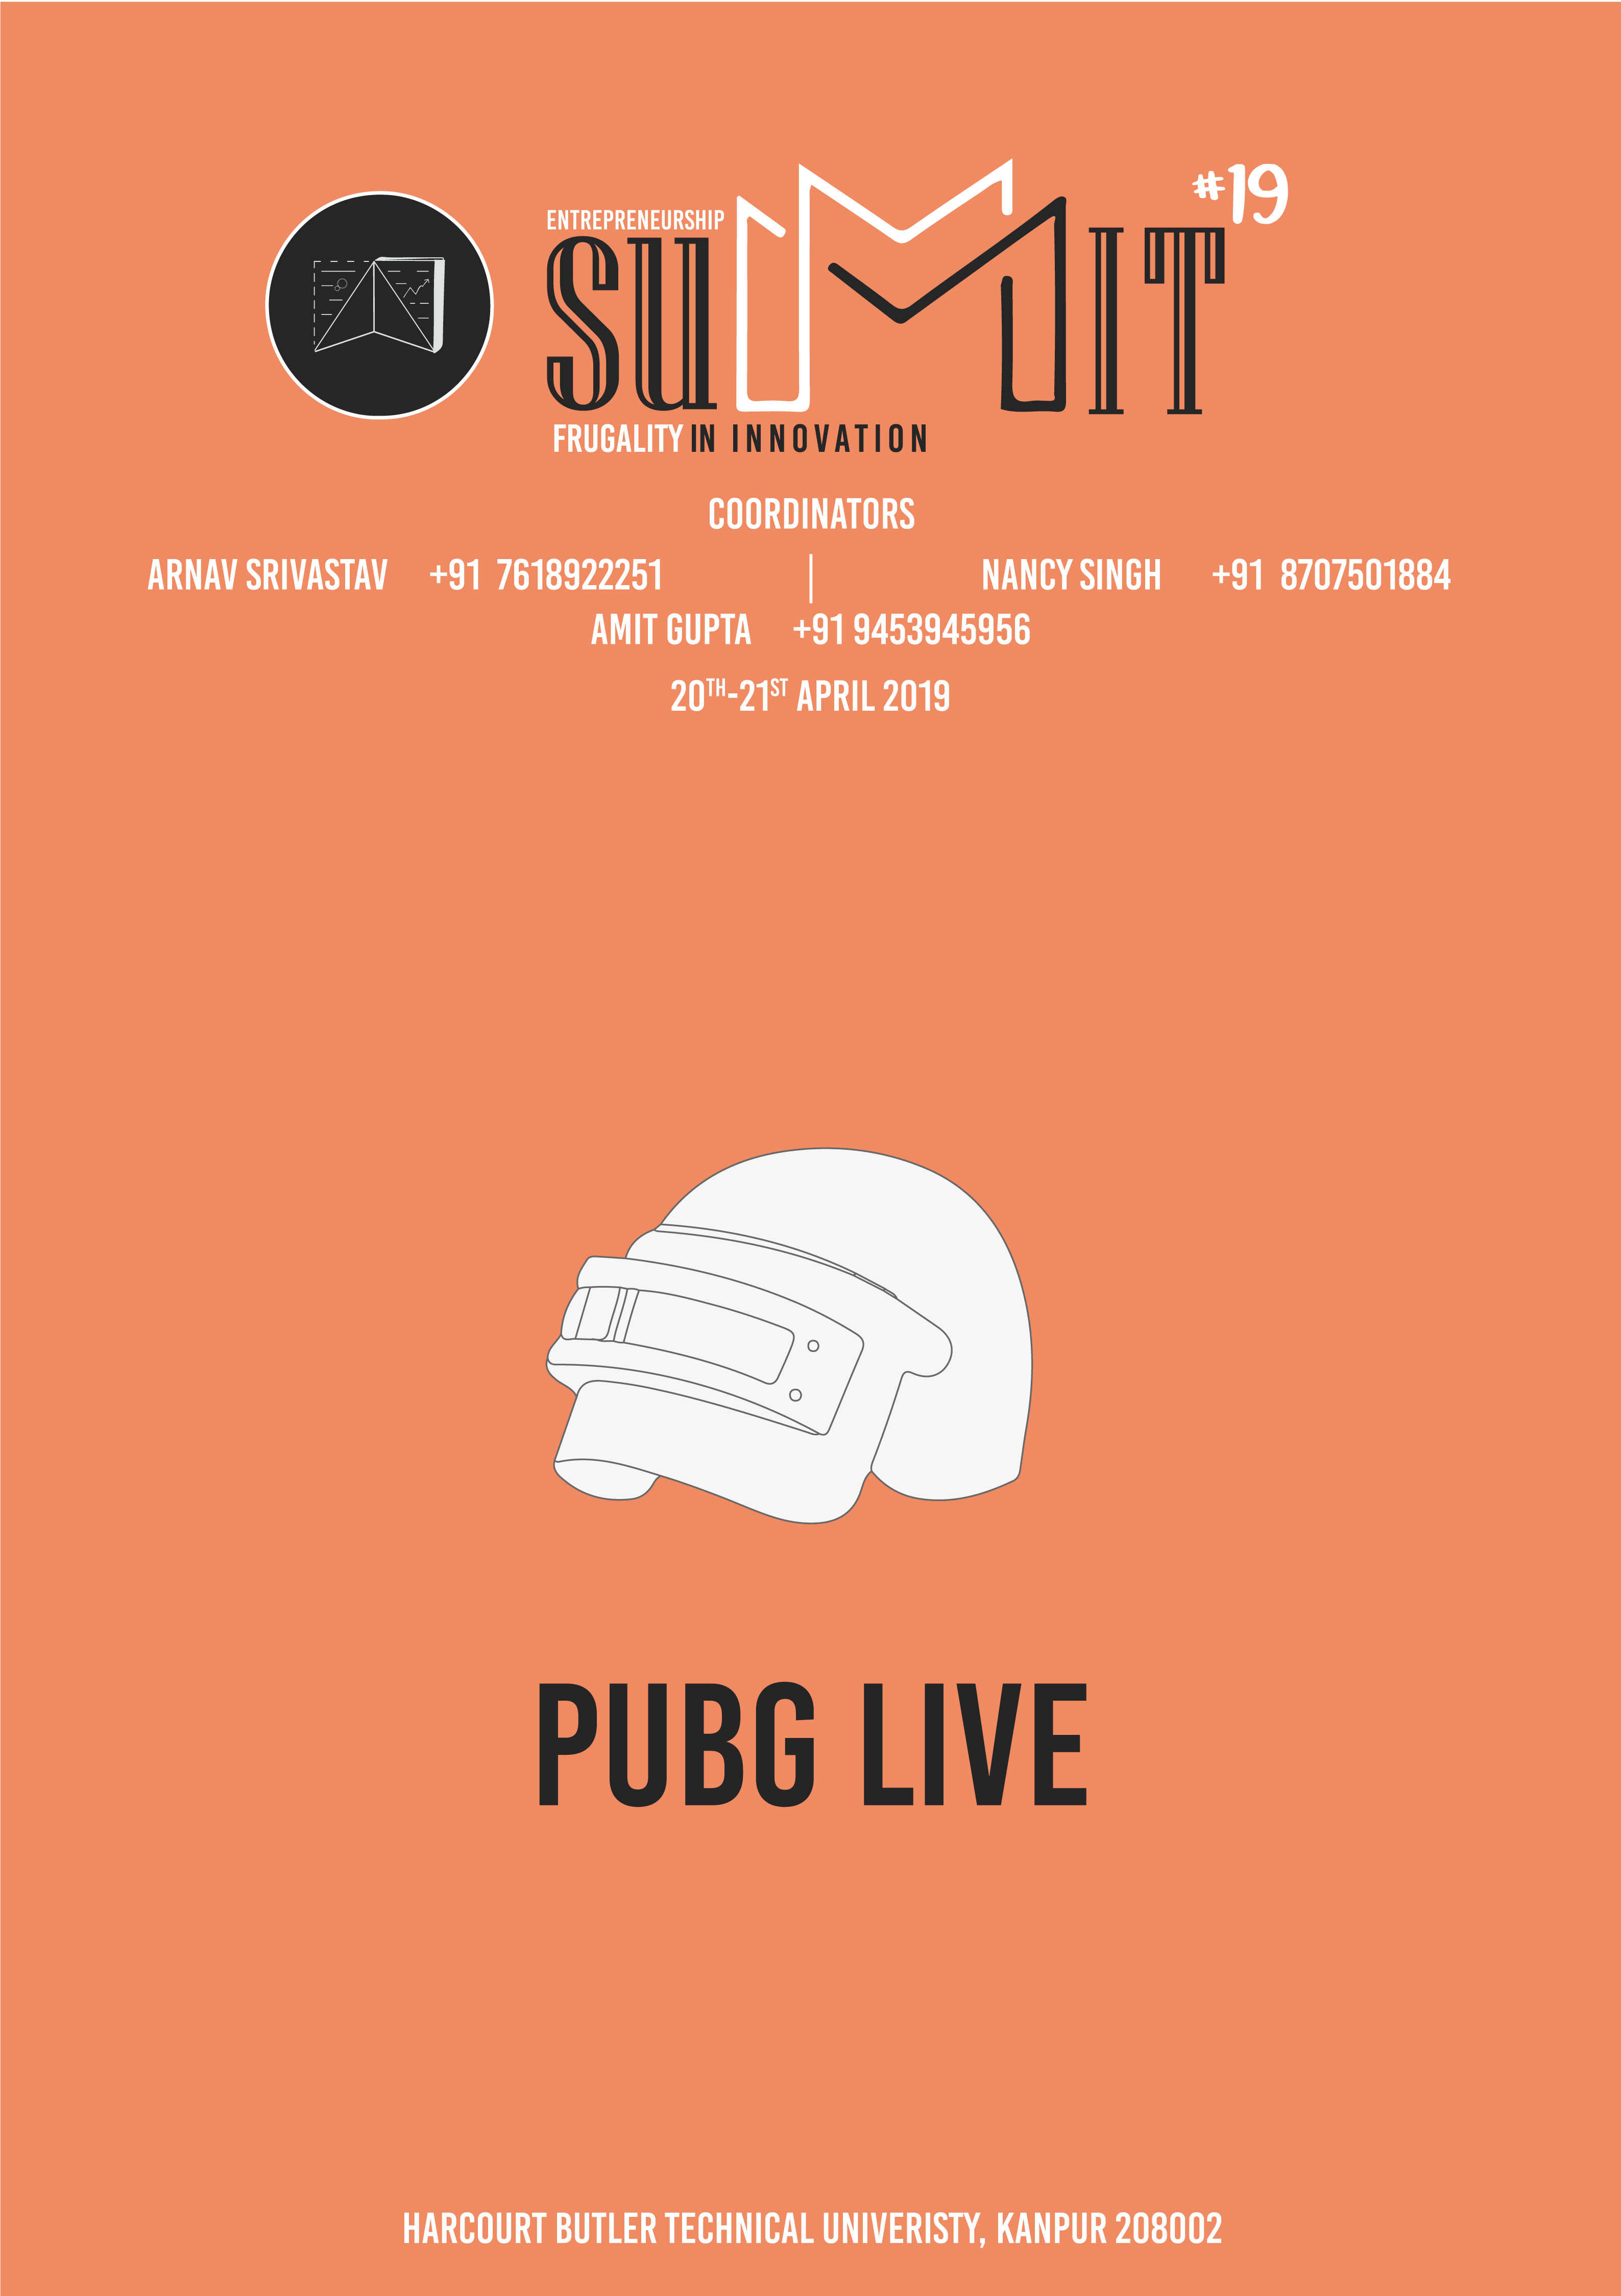 #19
ENTREPRENEURSHIP
SUMMIT
FRUGALITY IN INNOVATION
COORDINATORS
ARNAV SRIVASTAV +91 7618922251 | NANCY SINGH +91 8707501884
AMIT GUPTA +91 9453945956
20TH-21ST APRIL 2019
PUBG LIVE
HARCOURT BUTLER TECHNICAL UNIVERISTY, KANPUR 208002